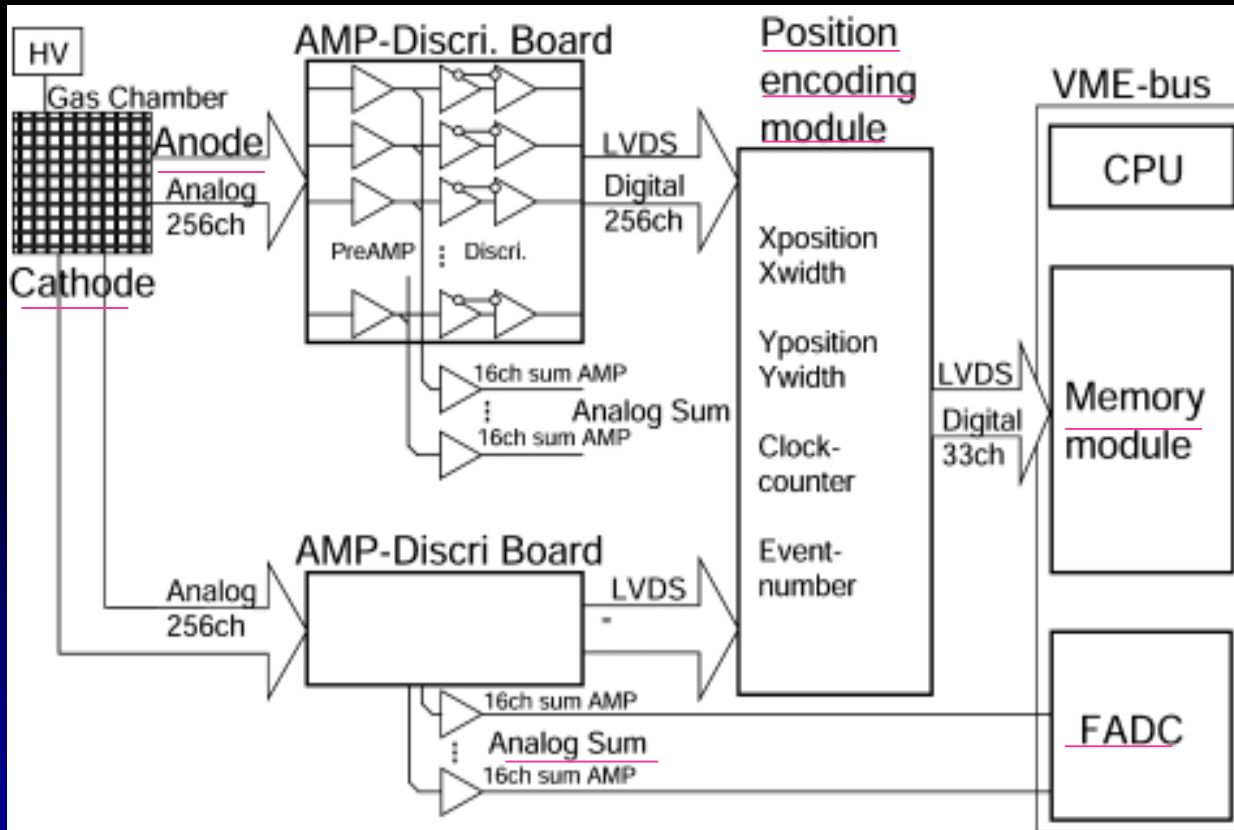 HV
Gas Chamber
Anode
Analog
256ch
Cathode
AMP-Discri. Board
PreAMP
Discri.
16ch sum AMP
Analog Sum
16ch sum AMP
LVDS
Digital
256ch
Position
encoding
module
Xposition
Xwidth
Yposition
Ywidth
Clock-
counter
Event-
number
LVDS
Digital
33ch
VME-bus
CPU
Memory
module
FADC
Analog
256ch
AMP-Discri Board
LVDS
-
16ch sum AMP
Analog Sum
16ch sum AMP